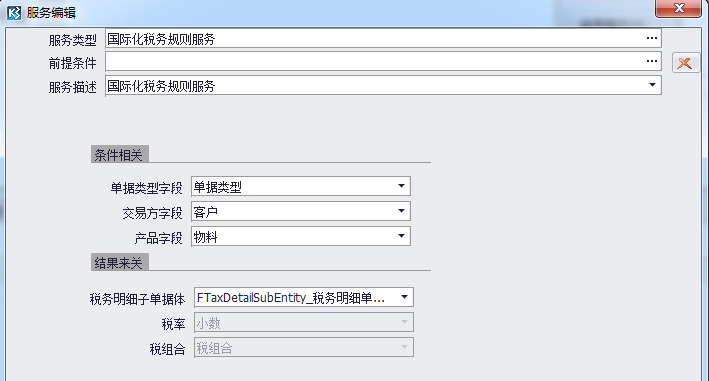 服务编辑
服务类型 国际化税务规则服务 ...
前提条件 ...
服务描述 国际化税务规则服务
条件相关
单据类型字段 单据类型
交易方字段 客户
产品字段 物料
结果来关
税务明细子单据体 FTaxDetailSubEntity_税务明细单...
税率 小数
税组合 税组合